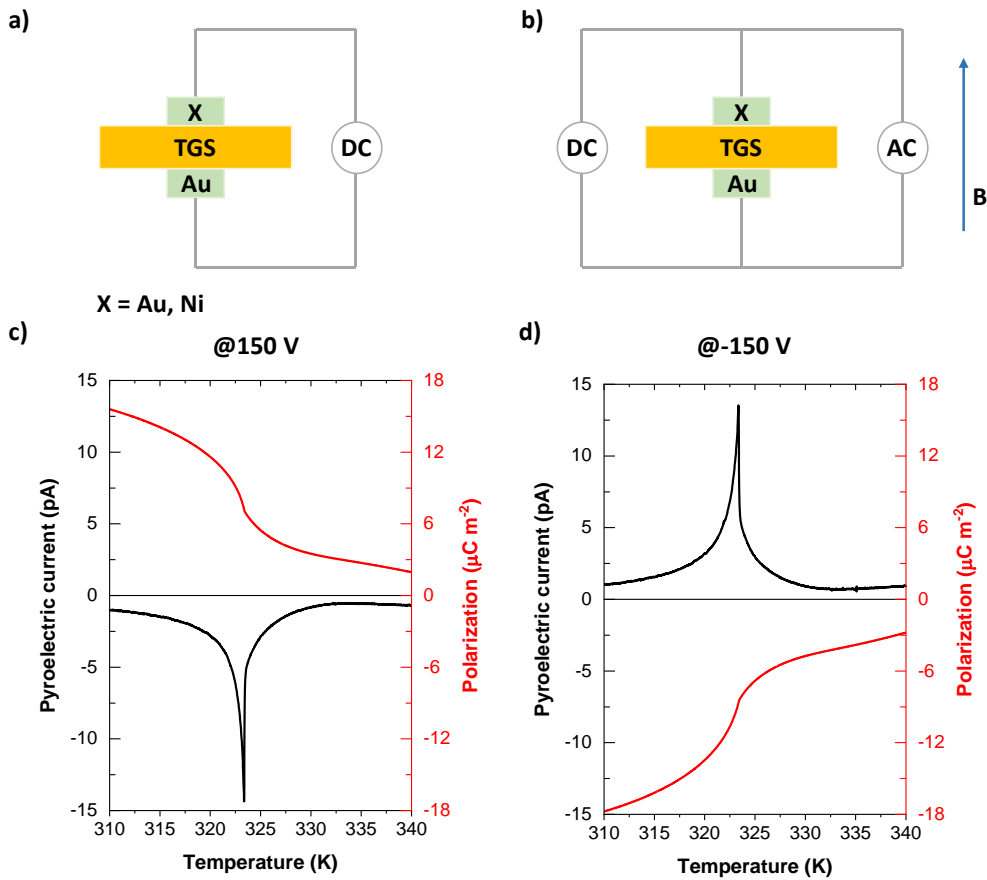 a)
X
TGS
Au
DC
X = Au, Ni
b)
DC
X
TGS
Au
AC
B
c)
@150 V
15
10
5
0
-5
-10
-15
Pyroelectric current (pA)
18
12
6
0
-6
-12
-18
Polarization (μC m⁻²)
310 315 320 325 330 335 340
Temperature (K)
d)
@-150 V
15
10
5
0
-5
-10
-15
Pyroelectric current (pA)
18
12
6
0
-6
-12
-18
Polarization (μC m⁻²)
310 315 320 325 330 335 340
Temperature (K)